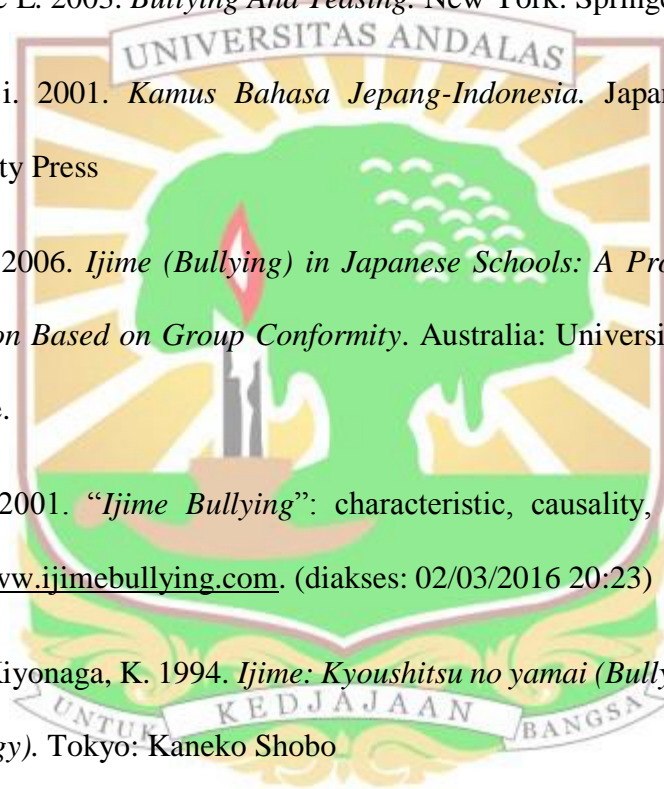 L. 2003. Bullying And Teasing. New York: Springe
UNIVERSITAS ANDALAS
i. 2001. Kamus Bahasa Jepang-Indonesia. Japan
ty Press
2006. Ijime (Bullying) in Japanese Schools: A Pro
on Based on Group Conformity. Australia: Universi
e.
2001. “Ijime Bullying”: characteristic, causality,
ww.ijimebullying.com. (diakses: 02/03/2016 20:23)
Kiyonaga, K. 1994. Ijime: Kyoushitsu no yamai (Bully
UNTUK KEDJAJAAN BANGSA
gy). Tokyo: Kaneko Shobo